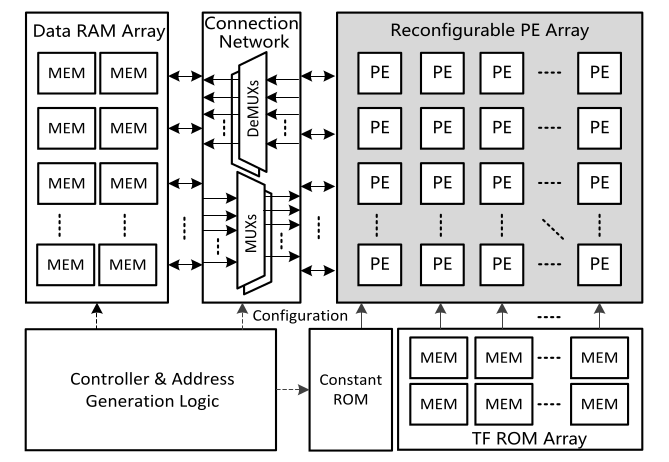 Data RAM Array
MEM MEM
MEM MEM
MEM MEM
MEM MEM
Connection
Network
DeMUXs
MUXs
Reconfigurable PE Array
PE PE PE PE
PE PE PE PE
PE PE PE PE
PE PE PE PE
Configuration
Controller & Address
Generation Logic
Constant
ROM
MEM MEM MEM
MEM MEM MEM
TF ROM Array